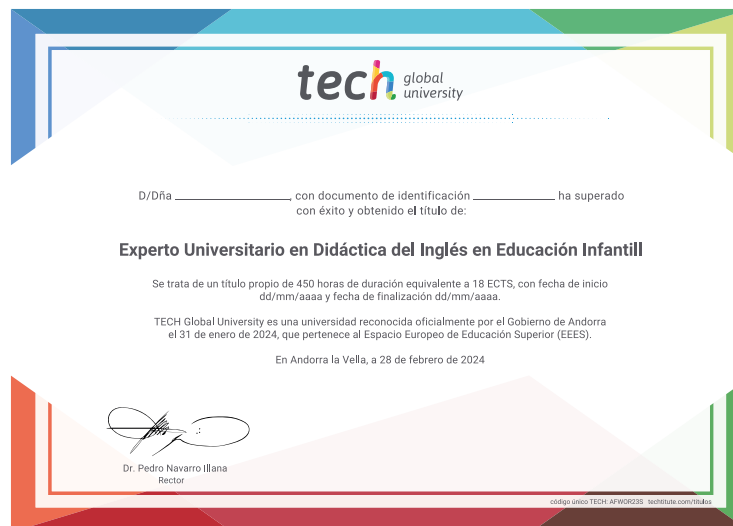 tech global university
D/Dña ____________________, con documento de identificación ______________ ha superado
con éxito y obtenido el título de:
Experto Universitario en Didáctica del Inglés en Educación Infantill
Se trata de un título propio de 450 horas de duración equivalente a 18 ECTS, con fecha de inicio
dd/mm/aaaa y fecha de finalización dd/mm/aaaa.
TECH Global University es una universidad reconocida oficialmente por el Gobierno de Andorra
el 31 de enero de 2024, que pertenece al Espacio Europeo de Educación Superior (EEES).
En Andorra la Vella, a 28 de febrero de 2024
Dr. Pedro Navarro Illana
Rector
código único TECH: AFWOR23S techtitute.com/titulos